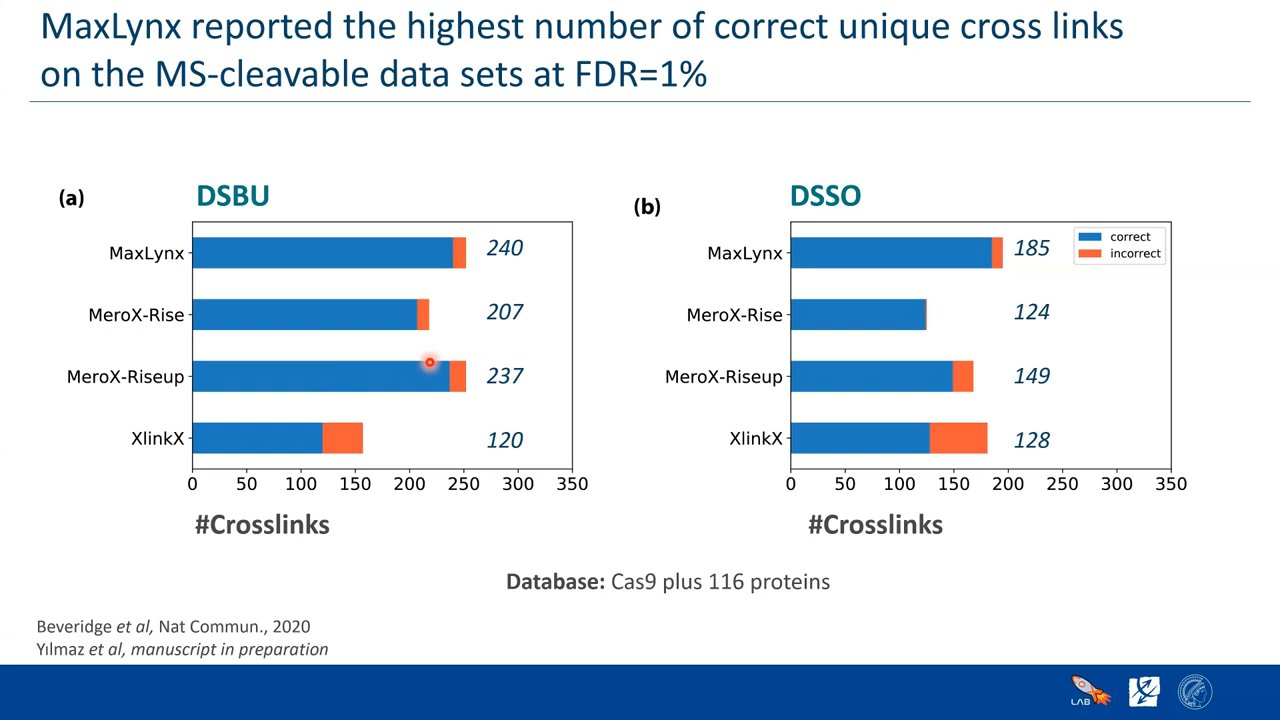 MaxLynx reported the highest number of correct unique cross links
on the MS-cleavable data sets at FDR=1%
(a)
DSBU
MaxLynx
240
MeroX-Rise
207
MeroX-Riseup
237
XlinkX
120
0 50 100 150 200 250 300 350
#Crosslinks
(b)
DSSO
correct
incorrect
MaxLynx
185
MeroX-Rise
124
MeroX-Riseup
149
XlinkX
128
0 50 100 150 200 250 300 350
#Crosslinks
Database: Cas9 plus 116 proteins
Beveridge et al, Nat Commun., 2020
Yılmaz et al, manuscript in preparation
LAB